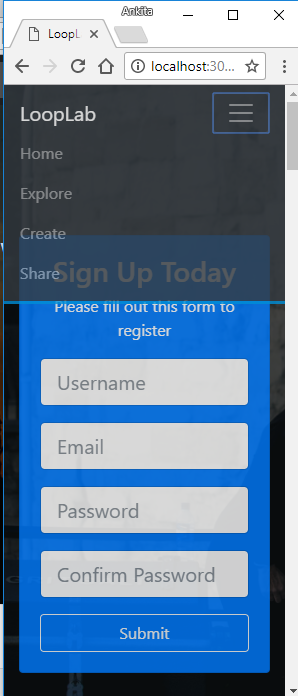 Ankita
LoopL
localhost:30...
LoopLab
Home
Explore
Create
Share
Sign Up Today
Please fill out this form to
register
Username
Email
Password
Confirm Password
Submit